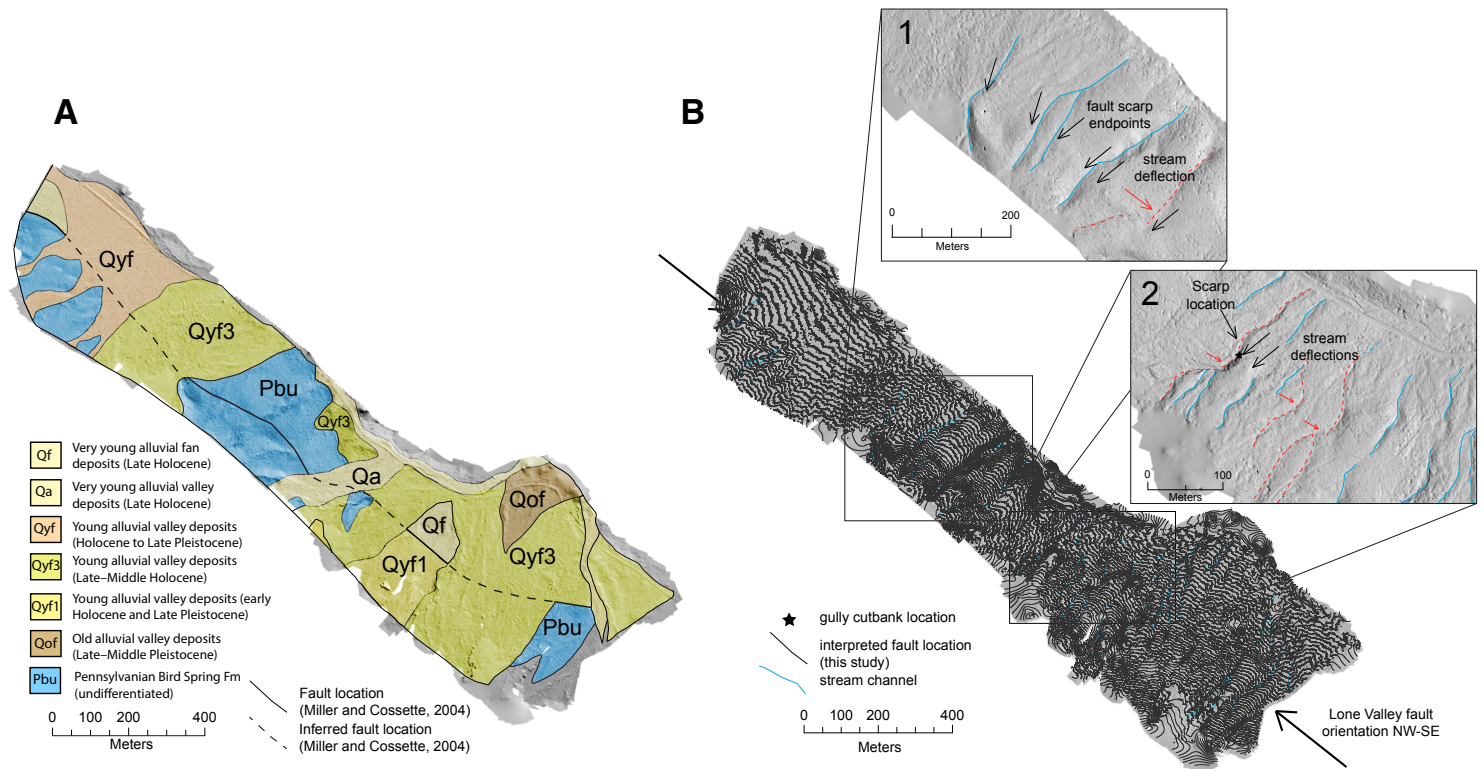 A
Qyf
Qyf3
Pbu
Qyf3
Qa
Qof
Qf
Qyf3
Qyf1
Pbu
Qf
Very young alluvial fan
deposits (Late Holocene)
Qa
Very young alluvial valley
deposits (Late Holocene)
Qyf
Young alluvial valley deposits
(Holocene to Late Pleistocene)
Qyf3
Young alluvial valley deposits
(Late–Middle Holocene)
Qyf1
Young alluvial valley deposits (early
Holocene and Late Pleistocene)
Qof
Old alluvial valley deposits
(Late–Middle Pleistocene)
Pbu
Pennsylvanian Bird Spring Fm
(undifferentiated)
Fault location
(Miller and Cossette, 2004)
Inferred fault location
(Miller and Cossette, 2004)
0 100 200 400
Meters
B
1
fault scarp
endpoints
stream
deflection
0 200
Meters
2
Scarp
location
stream
deflections
0 100
Meters
gully cutbank location
interpreted fault location
(this study)
stream channel
0 100 200 400
Meters
Lone Valley fault
orientation NW-SE